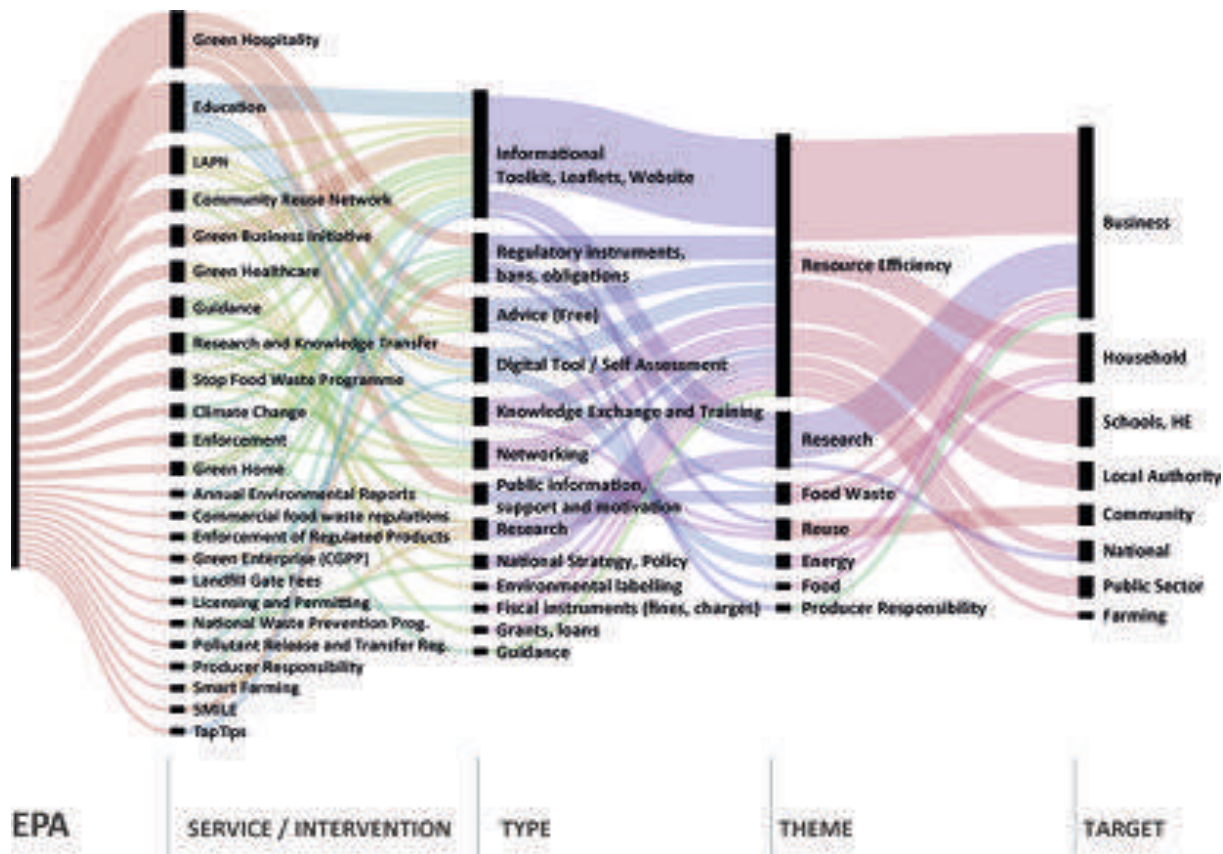 Green Hospitality
Education
LAPN
Community Reuse Network
Green Business Initiative
Green Healthcare
Guidance
Research and Knowledge Transfer
Stop Food Waste Programme
Climate Change
Enforcement
Green Home
Annual Environmental Reports
Commercial food waste regulations
Enforcement of Regulated Products
Green Enterprise (CGPP)
Landfill Gate Fees
Licensing and Permitting
National Waste Prevention Prog.
Pollutant Release and Transfer Reg.
Producer Responsibility
Smart Farming
SMILE
TapTips
Informational
Toolkit, Leaflets, Website
Regulatory instruments,
bans, obligations
Advice (Free)
Digital Tool / Self Assessment
Knowledge Exchange and Training
Networking
Public information,
support and motivation
Research
National Strategy, Policy
Environmental labelling
Fiscal instruments (fines, charges)
Grants, loans
Guidance
Resource Efficiency
Research
Food Waste
Reuse
Energy
Food
Producer Responsibility
Business
Household
Schools, HE
Local Authority
Community
National
Public Sector
Farming
EPA
SERVICE / INTERVENTION
TYPE
THEME
TARGET